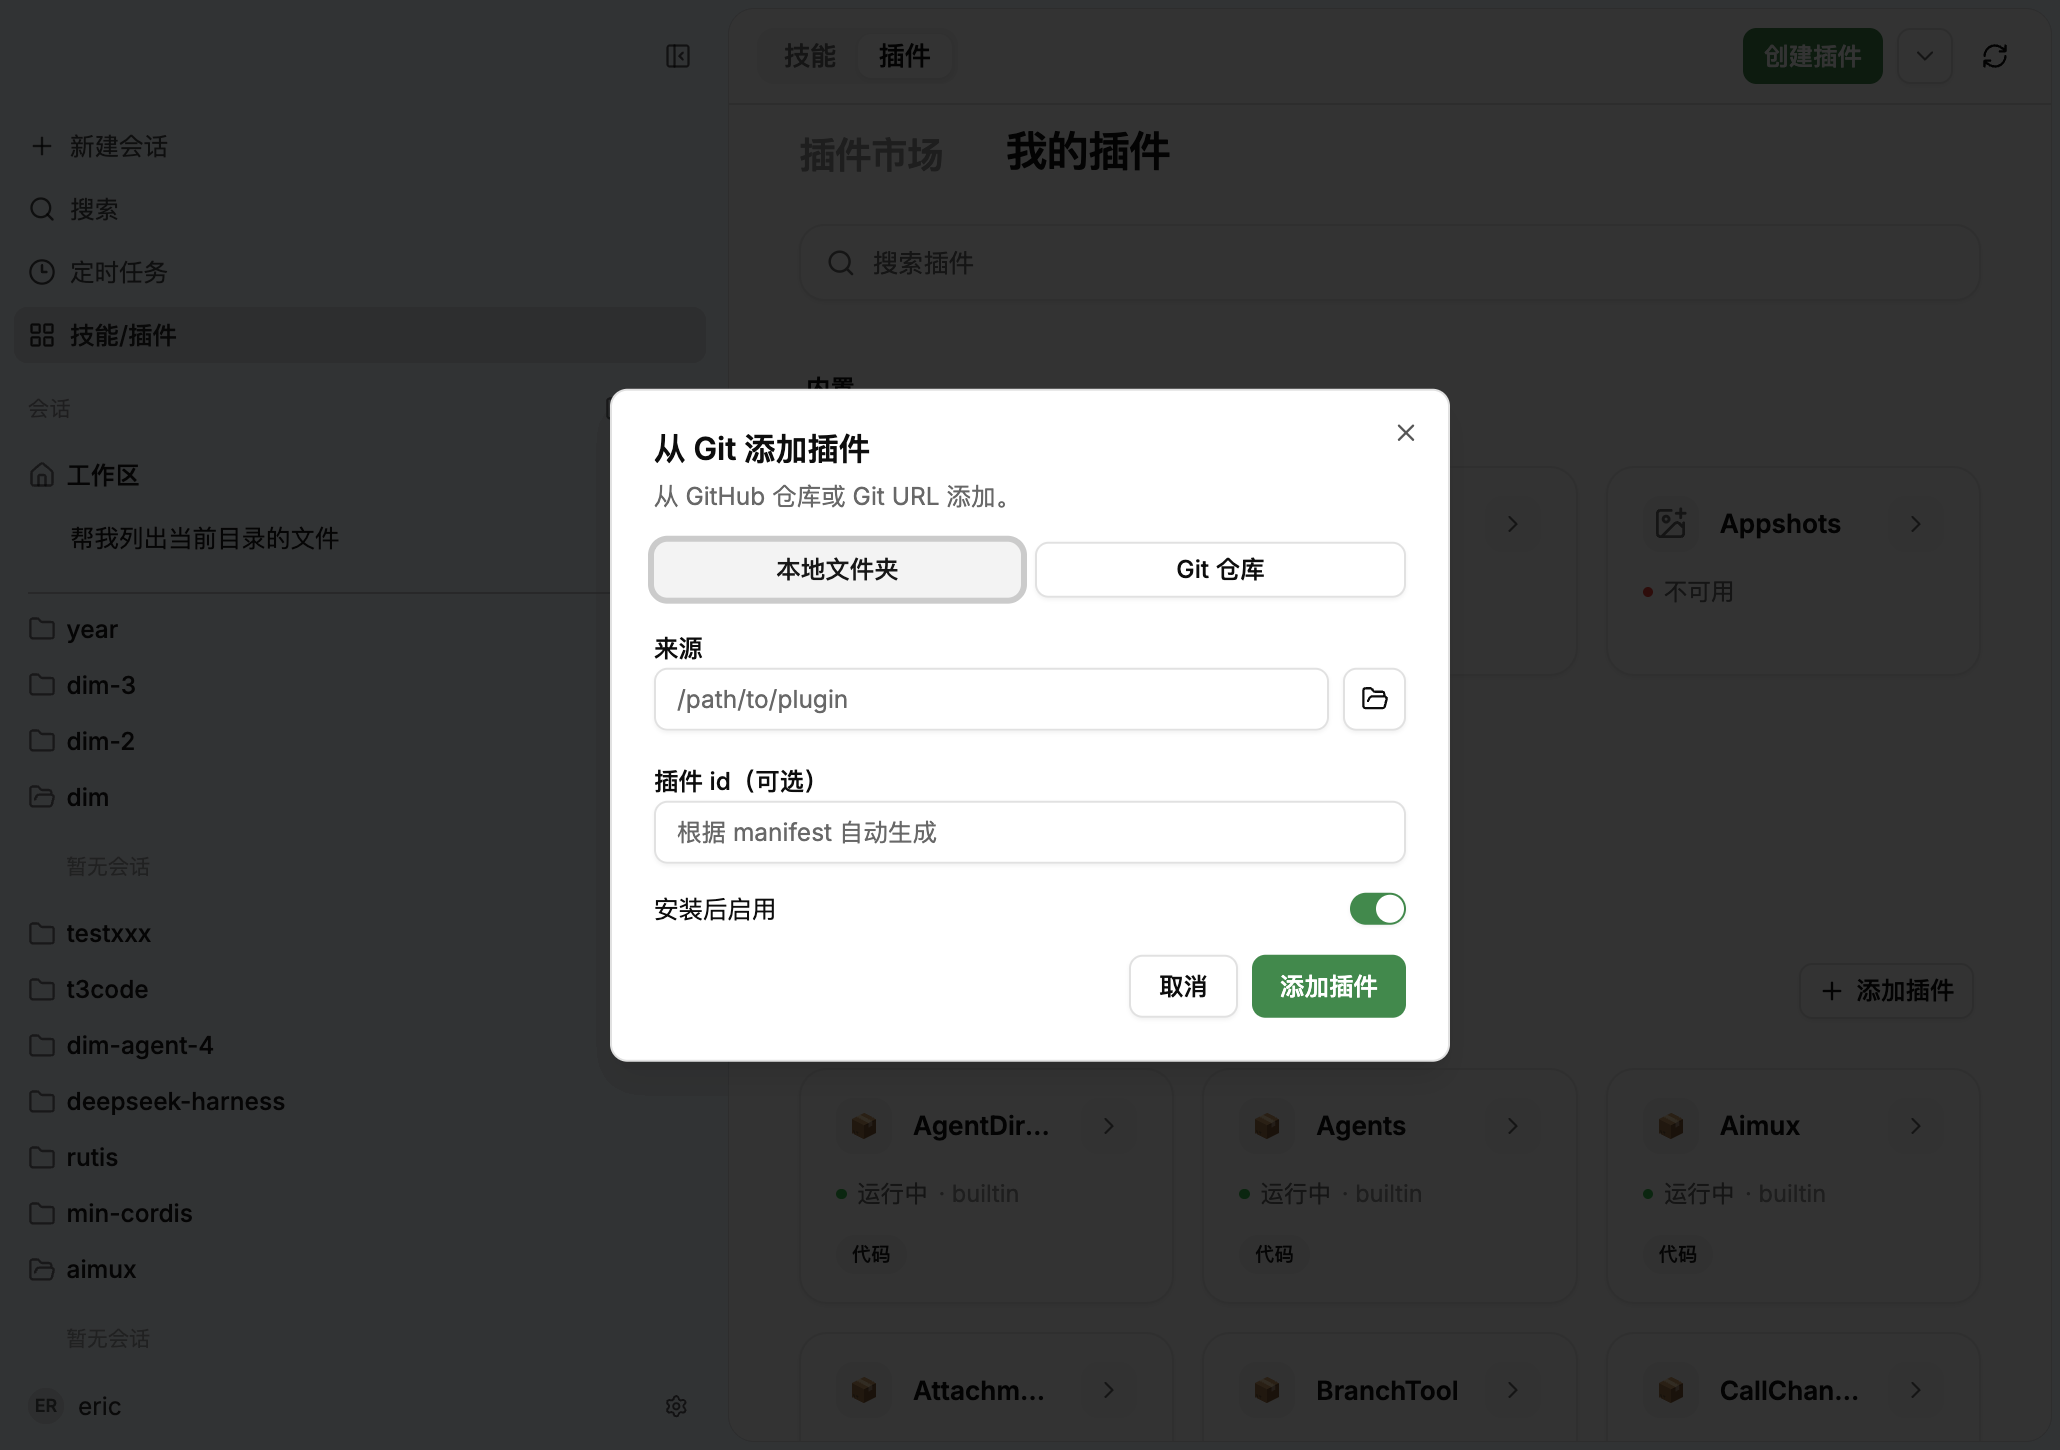 新建会话
搜索
定时任务
技能/插件
会话
工作区
帮我列出当前目录的文件
year
dim-3
dim-2
dim
暂无会话
testxxx
t3code
dim-agent-4
deepseek-harness
rutis
min-cordis
aimux
暂无会话
ER eric
技能 插件
创建插件
插件市场 我的插件
搜索插件
内置
Appshots
不可用
添加插件
AgentDir...
运行中 · builtin
代码
Agents
运行中 · builtin
代码
Aimux
运行中 · builtin
代码
Attachm...
BranchTool
CallChan...
从 Git 添加插件
从 GitHub 仓库或 Git URL 添加。
本地文件夹 Git 仓库
来源
/path/to/plugin
插件 id（可选）
根据 manifest 自动生成
安装后启用
取消 添加插件